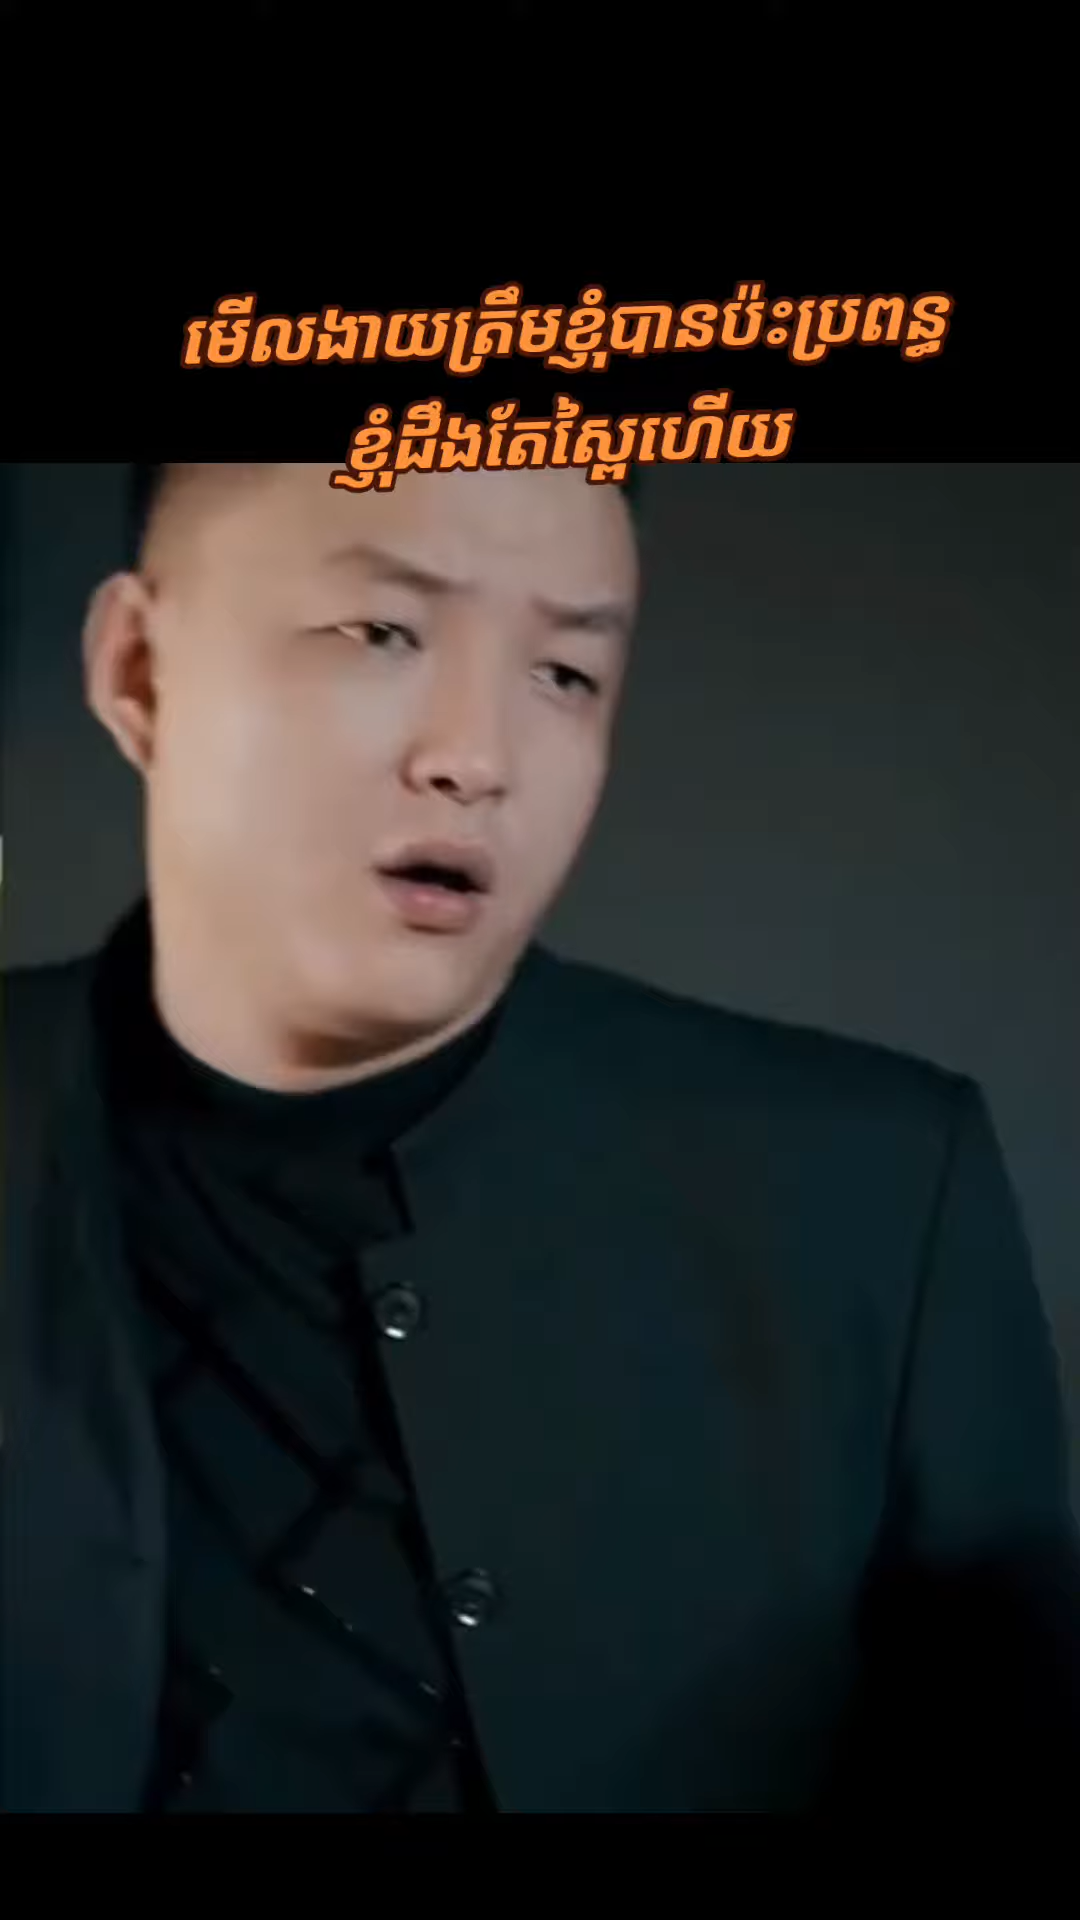 មើលងាយត្រឹមខ្ញុំបានប៉ះប្រពន្ធ
ខ្ញុំដឹងតែស្ពៃហើយ